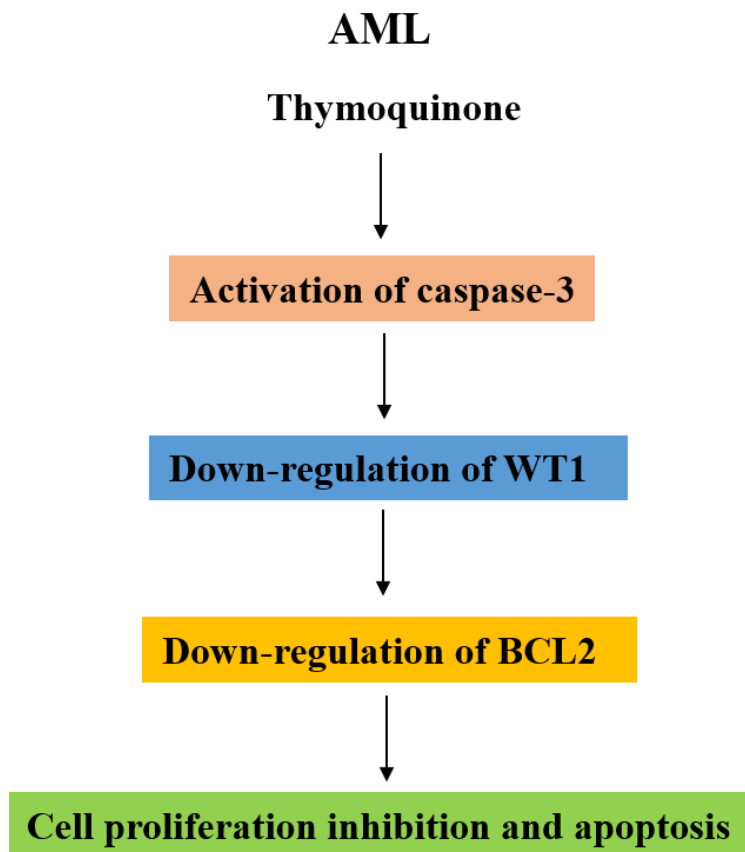 AML
Thymoquinone
Activation of caspase-3
Down-regulation of WT1
Down-regulation of BCL2
Cell proliferation inhibition and apoptosis